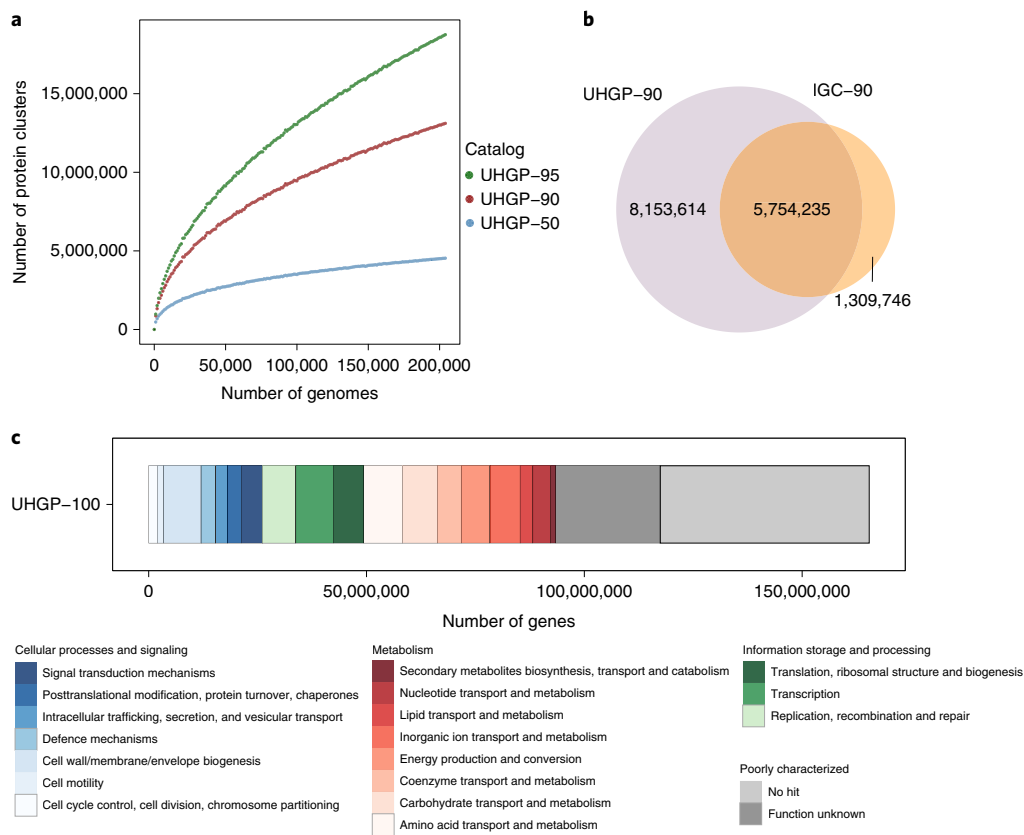 a
Number of protein clusters
15,000,000
10,000,000
5,000,000
0
0 50,000 100,000 150,000 200,000
Number of genomes
Catalog
UHGP–95
UHGP–90
UHGP–50
b
UHGP–90
IGC–90
8,153,614
5,754,235
1,309,746
c
UHGP–100
0 50,000,000 100,000,000 150,000,000
Number of genes
Cellular processes and signaling
Signal transduction mechanisms
Posttranslational modification, protein turnover, chaperones
Intracellular trafficking, secretion, and vesicular transport
Defence mechanisms
Cell wall/membrane/envelope biogenesis
Cell motility
Cell cycle control, cell division, chromosome partitioning
Metabolism
Secondary metabolites biosynthesis, transport and catabolism
Nucleotide transport and metabolism
Lipid transport and metabolism
Inorganic ion transport and metabolism
Energy production and conversion
Coenzyme transport and metabolism
Carbohydrate transport and metabolism
Amino acid transport and metabolism
Information storage and processing
Translation, ribosomal structure and biogenesis
Transcription
Replication, recombination and repair
Poorly characterized
No hit
Function unknown